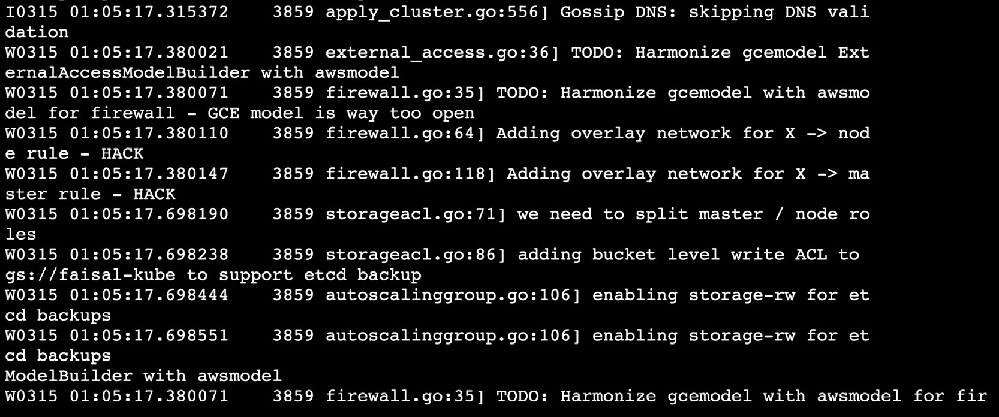 I0315 01:05:17.315372    3859 apply_cluster.go:556] Gossip DNS: skipping DNS vali
dation
W0315 01:05:17.380021    3859 external_access.go:36] TODO: Harmonize gcemodel Ext
ernalAccessModelBuilder with awsmodel
W0315 01:05:17.380071    3859 firewall.go:35] TODO: Harmonize gcemodel with awsmo
del for firewall - GCE model is way too open
W0315 01:05:17.380110    3859 firewall.go:64] Adding overlay network for X -> nod
e rule - HACK
W0315 01:05:17.380147    3859 firewall.go:118] Adding overlay network for X -> ma
ster rule - HACK
W0315 01:05:17.698190    3859 storageacl.go:71] we need to split master / node ro
les
W0315 01:05:17.698238    3859 storageacl.go:86] adding bucket level write ACL to
gs://faisal-kube to support etcd backup
W0315 01:05:17.698444    3859 autoscalinggroup.go:106] enabling storage-rw for et
cd backups
W0315 01:05:17.698551    3859 autoscalinggroup.go:106] enabling storage-rw for et
cd backups
ModelBuilder with awsmodel
W0315 01:05:17.380071    3859 firewall.go:35] TODO: Harmonize gcemodel with awsmodel for fir